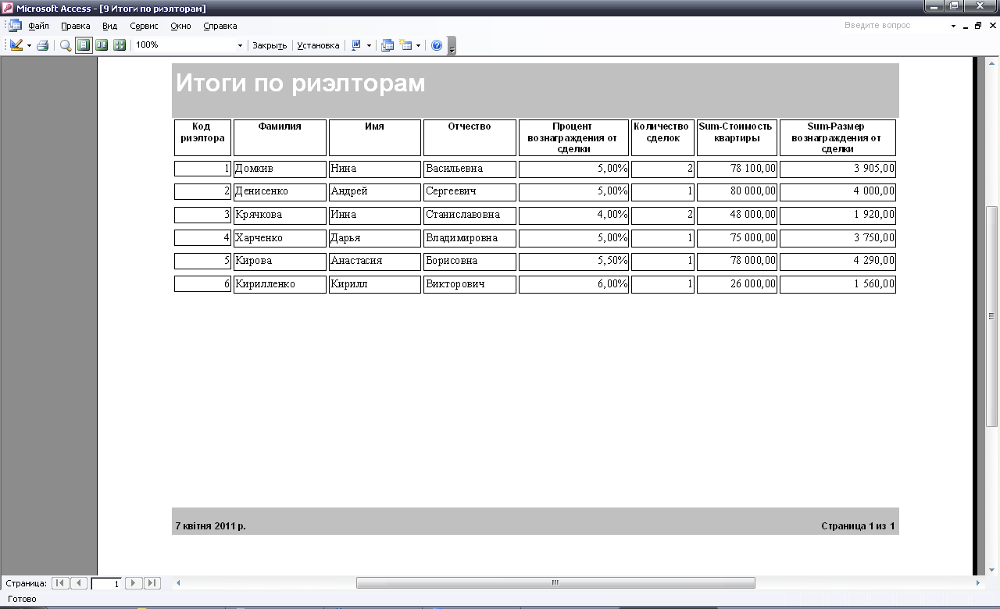 Microsoft Access - [9 Итоги по риэлторам]
Файл Правка Вид Сервис Окно Справка Введите вопрос
100% Закрыть Установка
Итоги по риэлторам
Код риэлтора Фамилия Имя Отчество Процент вознаграждения от сделки Количество сделок Sum-Стоимость квартиры Sum-Размер вознаграждения от сделки
1 Домкив Нина Васильевна 5,00% 2 78 100,00 3 905,00
2 Денисенко Андрей Сергеевич 5,00% 1 80 000,00 4 000,00
3 Крячкова Инна Станиславовна 4,00% 2 48 000,00 1 920,00
4 Харченко Дарья Владимировна 5,00% 1 75 000,00 3 750,00
5 Кирова Анастасия Борисовна 5,50% 1 78 000,00 4 290,00
6 Кирилленко Кирилл Викторович 6,00% 1 26 000,00 1 560,00
7 квітня 2011 р. Страница 1 из 1
Страница: 1
Готово